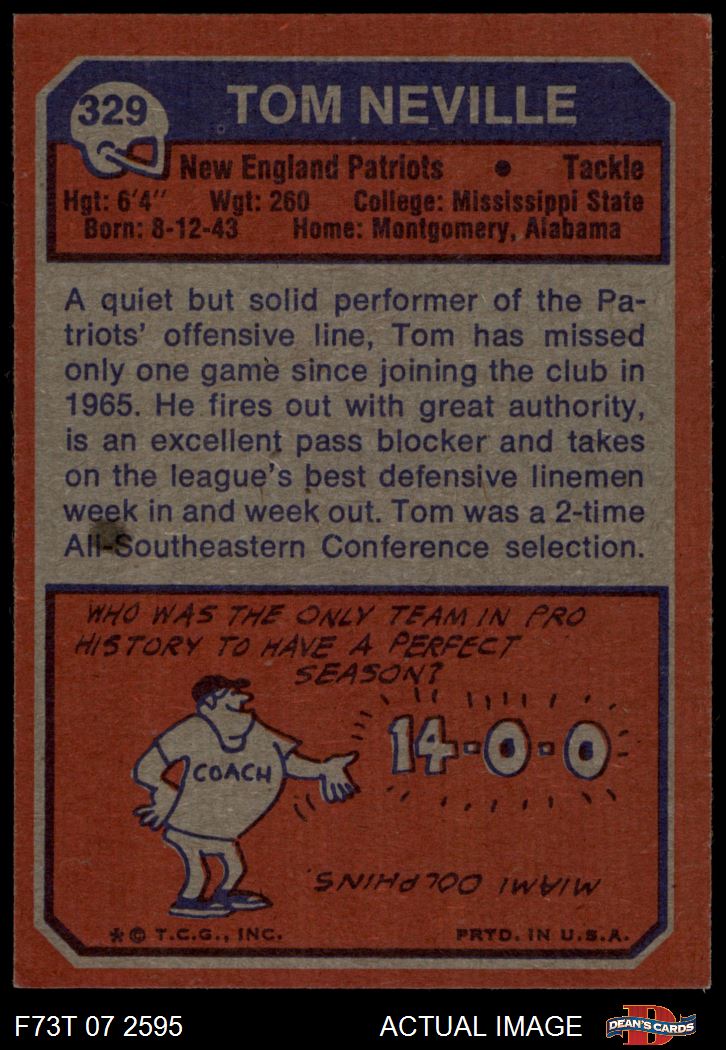 329
TOM NEVILLE
New England Patriots • Tackle
Hgt: 6'4" Wgt: 260 College: Mississippi State
Born: 8-12-43 Home: Montgomery, Alabama
A quiet but solid performer of the Pa-
triots' offensive line, Tom has missed
only one game since joining the club in
1965. He fires out with great authority,
is an excellent pass blocker and takes
on the league's best defensive linemen
week in and week out. Tom was a 2-time
All-Southeastern Conference selection.
WHO WAS THE ONLY TEAM IN PRO
HISTORY TO HAVE A PERFECT
SEASON?
14-0-0
COACH
MIAMI DOLPHINS
* © T.C.G., INC. PRTD. IN U.S.A.
F73T 07 2595 ACTUAL IMAGE D DEAN'S CARDS